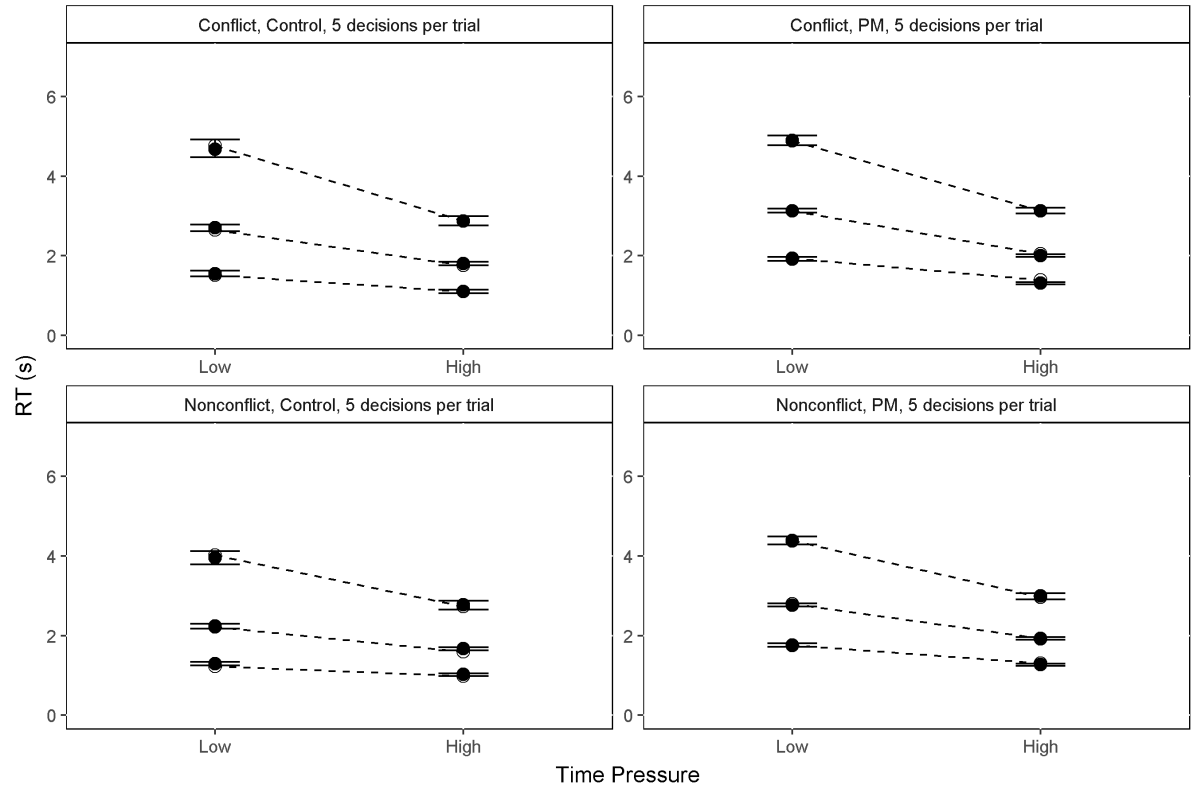 Conflict, Control, 5 decisions per trial
Conflict, PM, 5 decisions per trial
6
4
2
0
6
4
2
0
Low
High
Low
High
RT (s)
Nonconflict, Control, 5 decisions per trial
Nonconflict, PM, 5 decisions per trial
6
4
2
0
6
4
2
0
Low
High
Low
High
Time Pressure